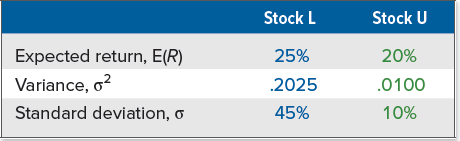 Stock L Stock U
Expected return, E(R) 25% 20%
Variance, σ² .2025 .0100
Standard deviation, σ 45% 10%